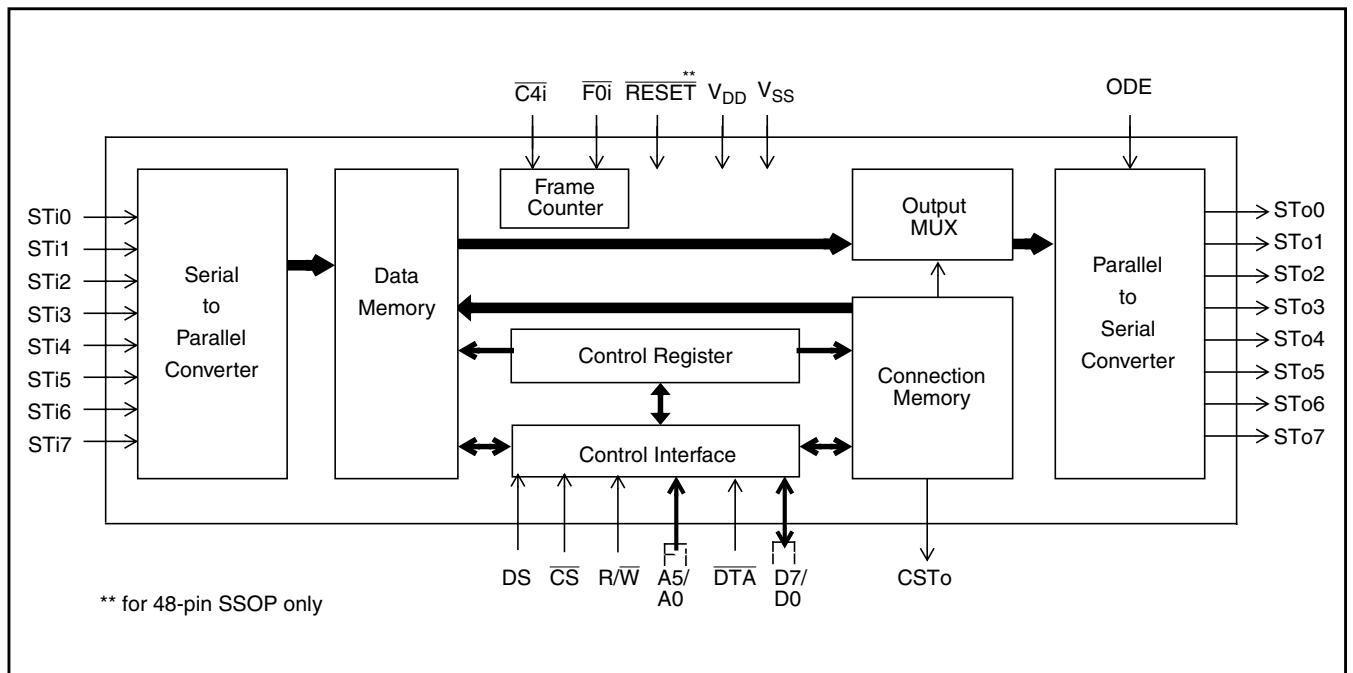 C4i
F0i
RESET**
VDD
VSS
ODE
STi0
STi1
STi2
STi3
STi4
STi5
STi6
STi7
Serial
to
Parallel
Converter
Data
Memory
Frame
Counter
Output
MUX
Control Register
Connection
Memory
Control Interface
Parallel
to
Serial
Converter
STo0
STo1
STo2
STo3
STo4
STo5
STo6
STo7
DS
CS
R/W
A5/
A0
DTA
D7/
D0
CSTo
** for 48-pin SSOP only